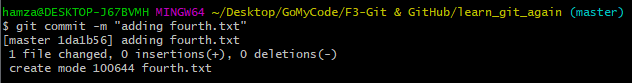 hamza@DESKTOP-J67BVMH MINGW64 ~/Desktop/GoMyCode/F3-Git & GitHub/learn_git_again (master)
$ git commit -m "adding fourth.txt"
[master 1da1b56] adding fourth.txt
 1 file changed, 0 insertions(+), 0 deletions(-)
 create mode 100644 fourth.txt